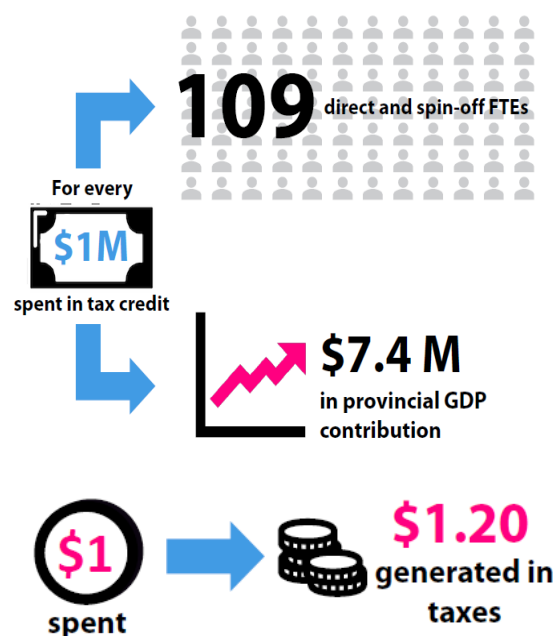 109 direct and spin-off FTEs
For every
$1M
spent in tax credit
$7.4 M
in provincial GDP
contribution
$1
spent
$1.20
generated in
taxes